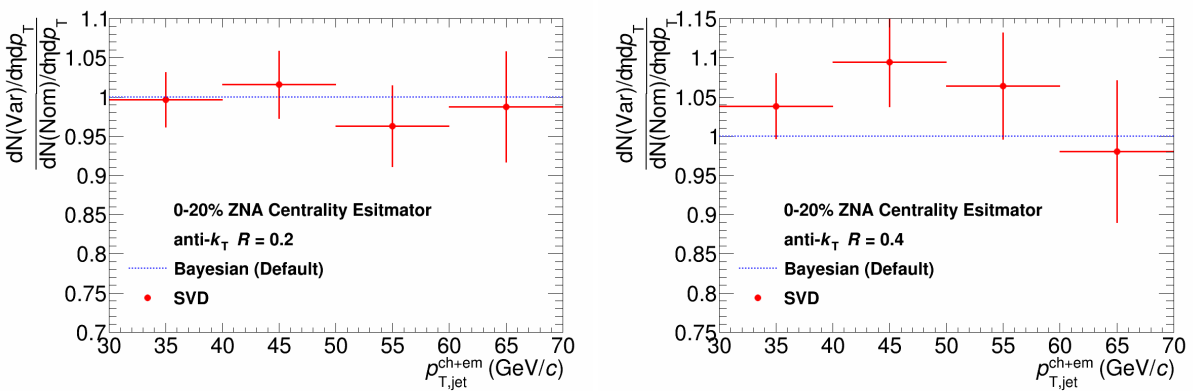 dN(Var)/dηdp_T
dN(Nom)/dηdp_T
1.1
1.05
1
0.95
0.9
0.85
0.8
0.75
0.7
0-20% ZNA Centrality Esitmator
anti-k_T R = 0.2
Bayesian (Default)
SVD
30 35 40 45 50 55 60 65 70
p_T,jet^ch+em (GeV/c)
dN(Var)/dηdp_T
dN(Nom)/dηdp_T
1.15
1.1
1.05
1
0.95
0.9
0.85
0.8
0.75
0-20% ZNA Centrality Esitmator
anti-k_T R = 0.4
Bayesian (Default)
SVD
30 35 40 45 50 55 60 65 70
p_T,jet^ch+em (GeV/c)